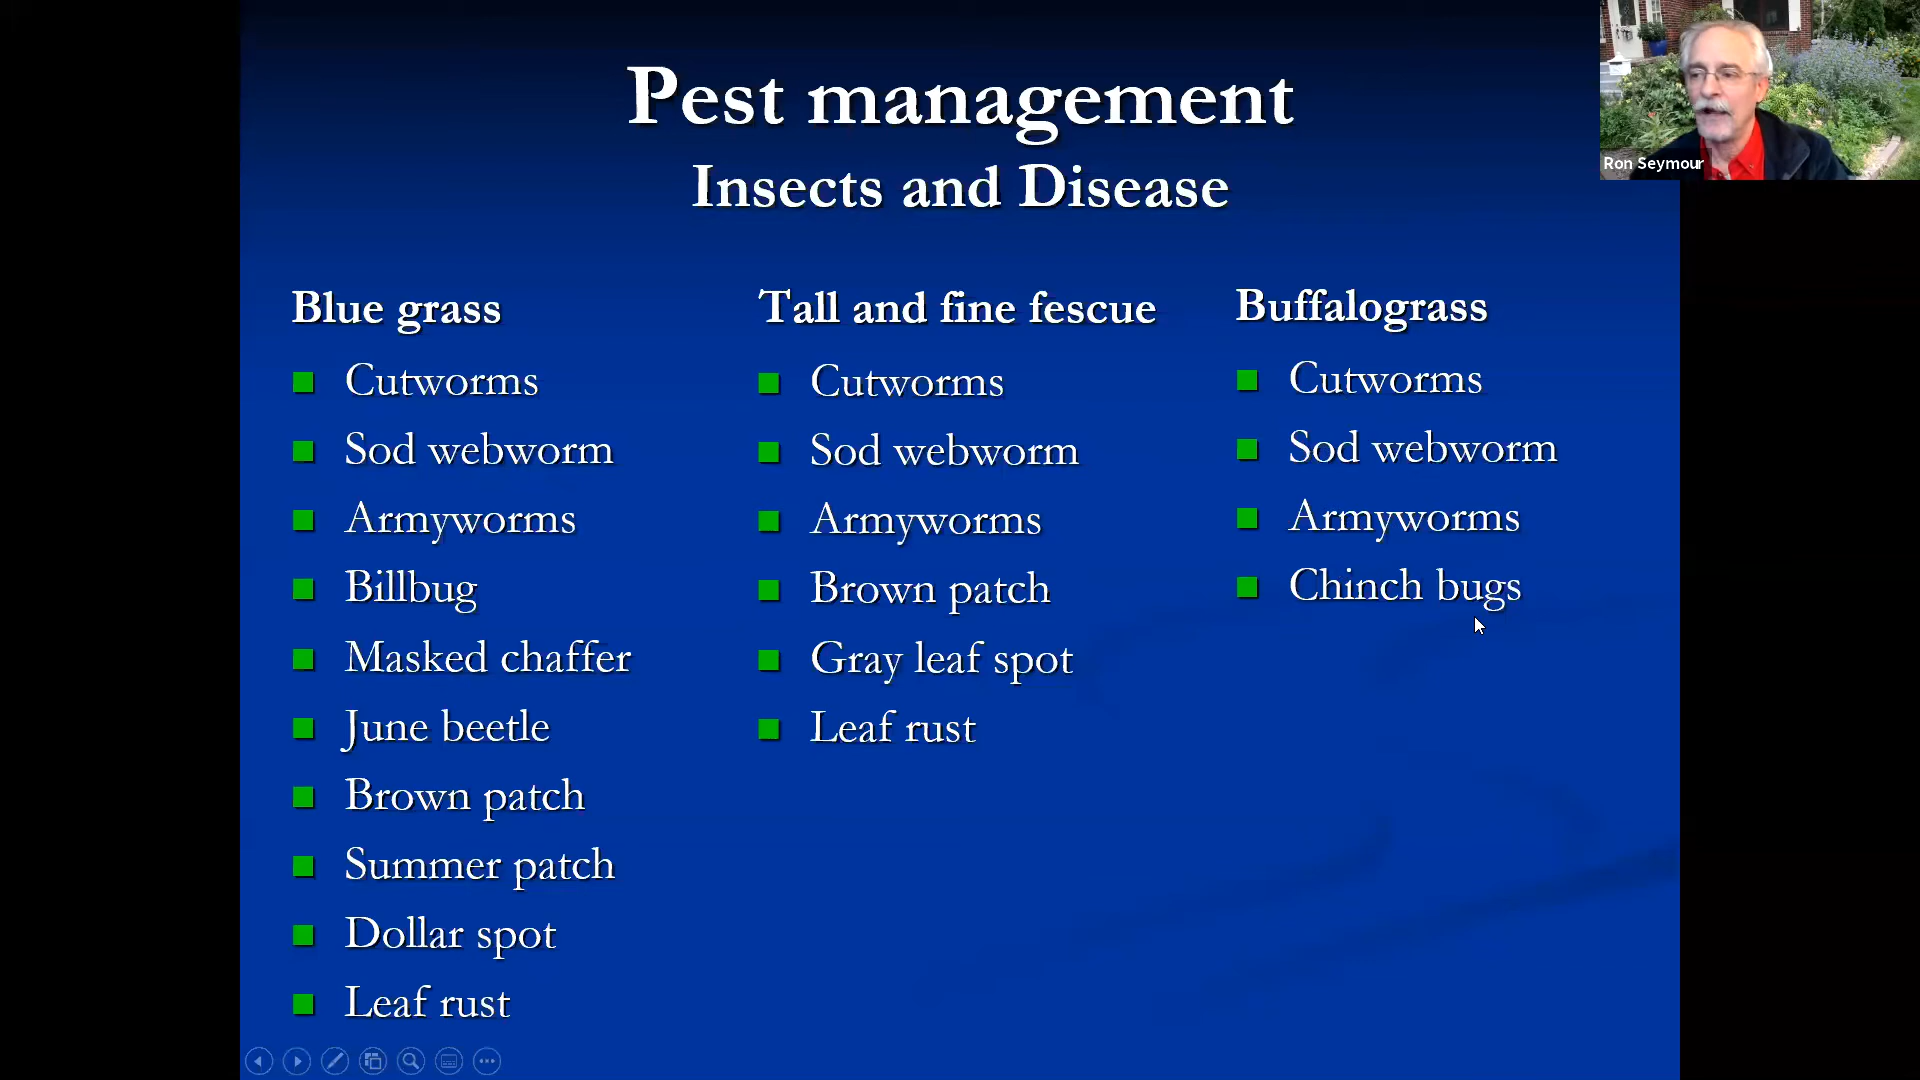 Pest management
Insects and Disease
Ron Seymour
Blue grass
Cutworms
Sod webworm
Armyworms
Billbug
Masked chaffer
June beetle
Brown patch
Summer patch
Dollar spot
Leaf rust
Tall and fine fescue
Cutworms
Sod webworm
Armyworms
Brown patch
Gray leaf spot
Leaf rust
Buffalograss
Cutworms
Sod webworm
Armyworms
Chinch bugs